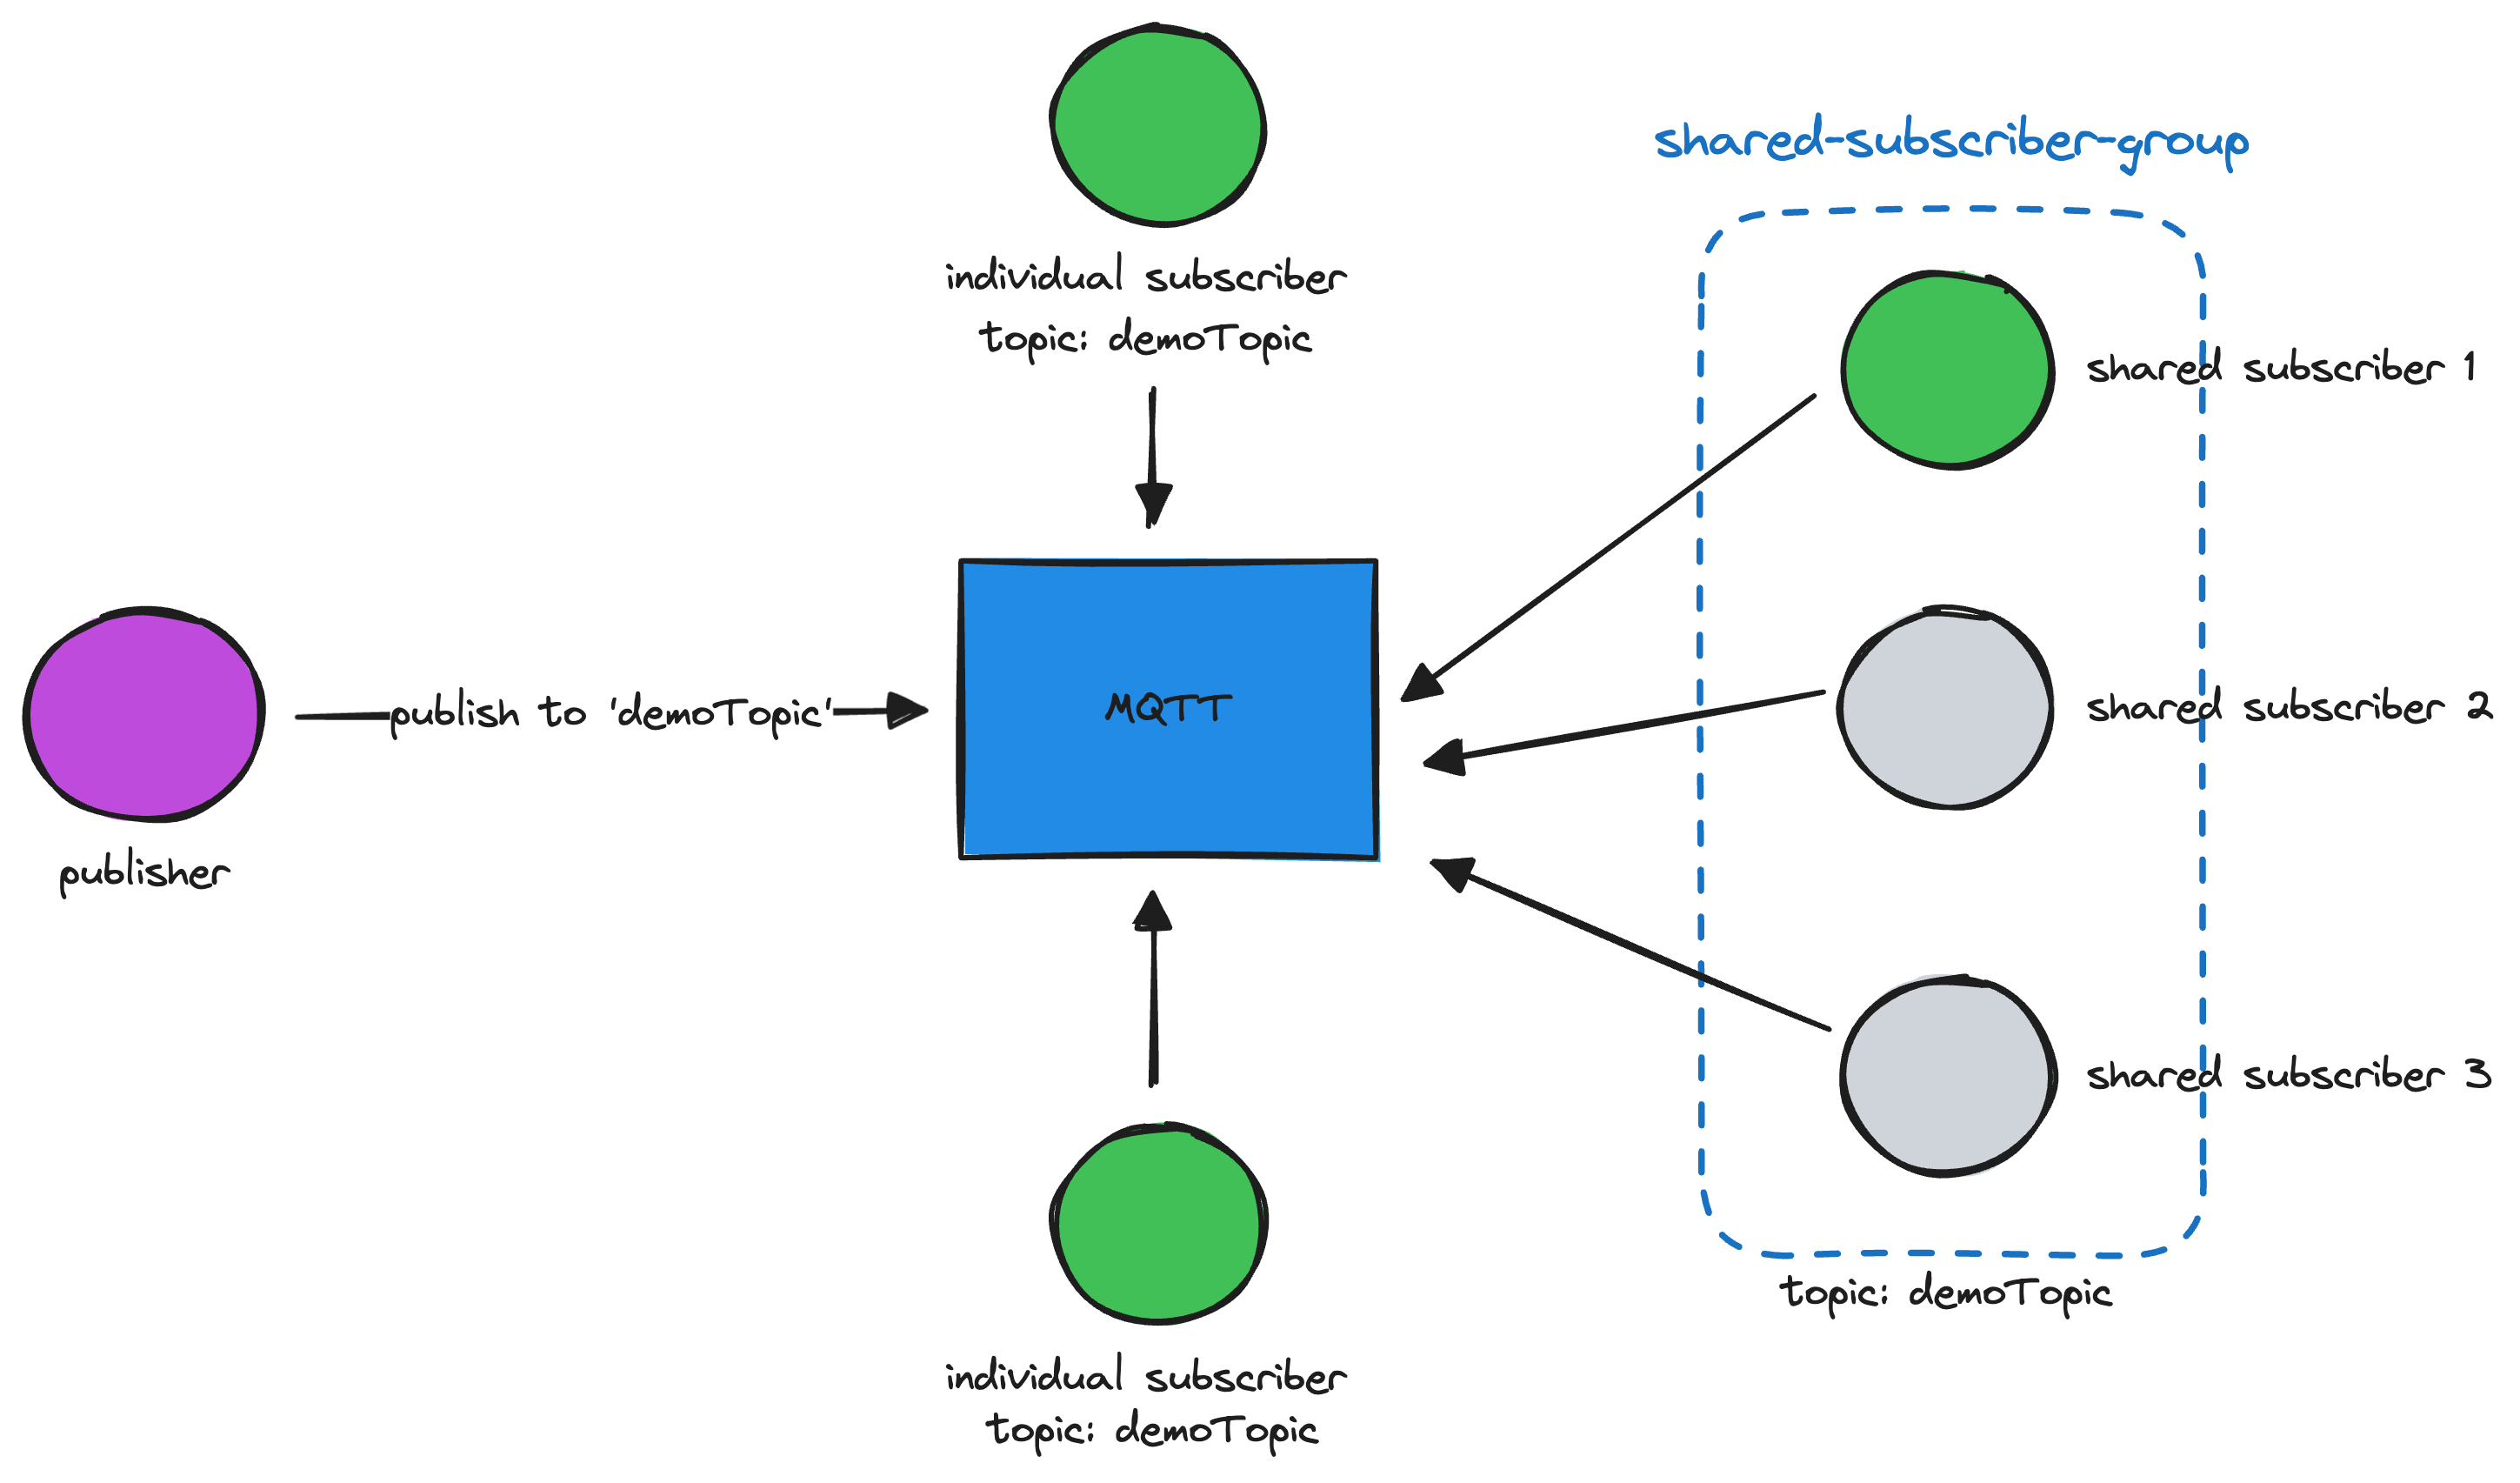 individual subscriber
topic: demoTopic
shared-subscriber-group
shared subscriber 1
publish to 'demoTopic'
MQTT
shared subscriber 2
publisher
shared subscriber 3
topic: demoTopic
individual subscriber
topic: demoTopic